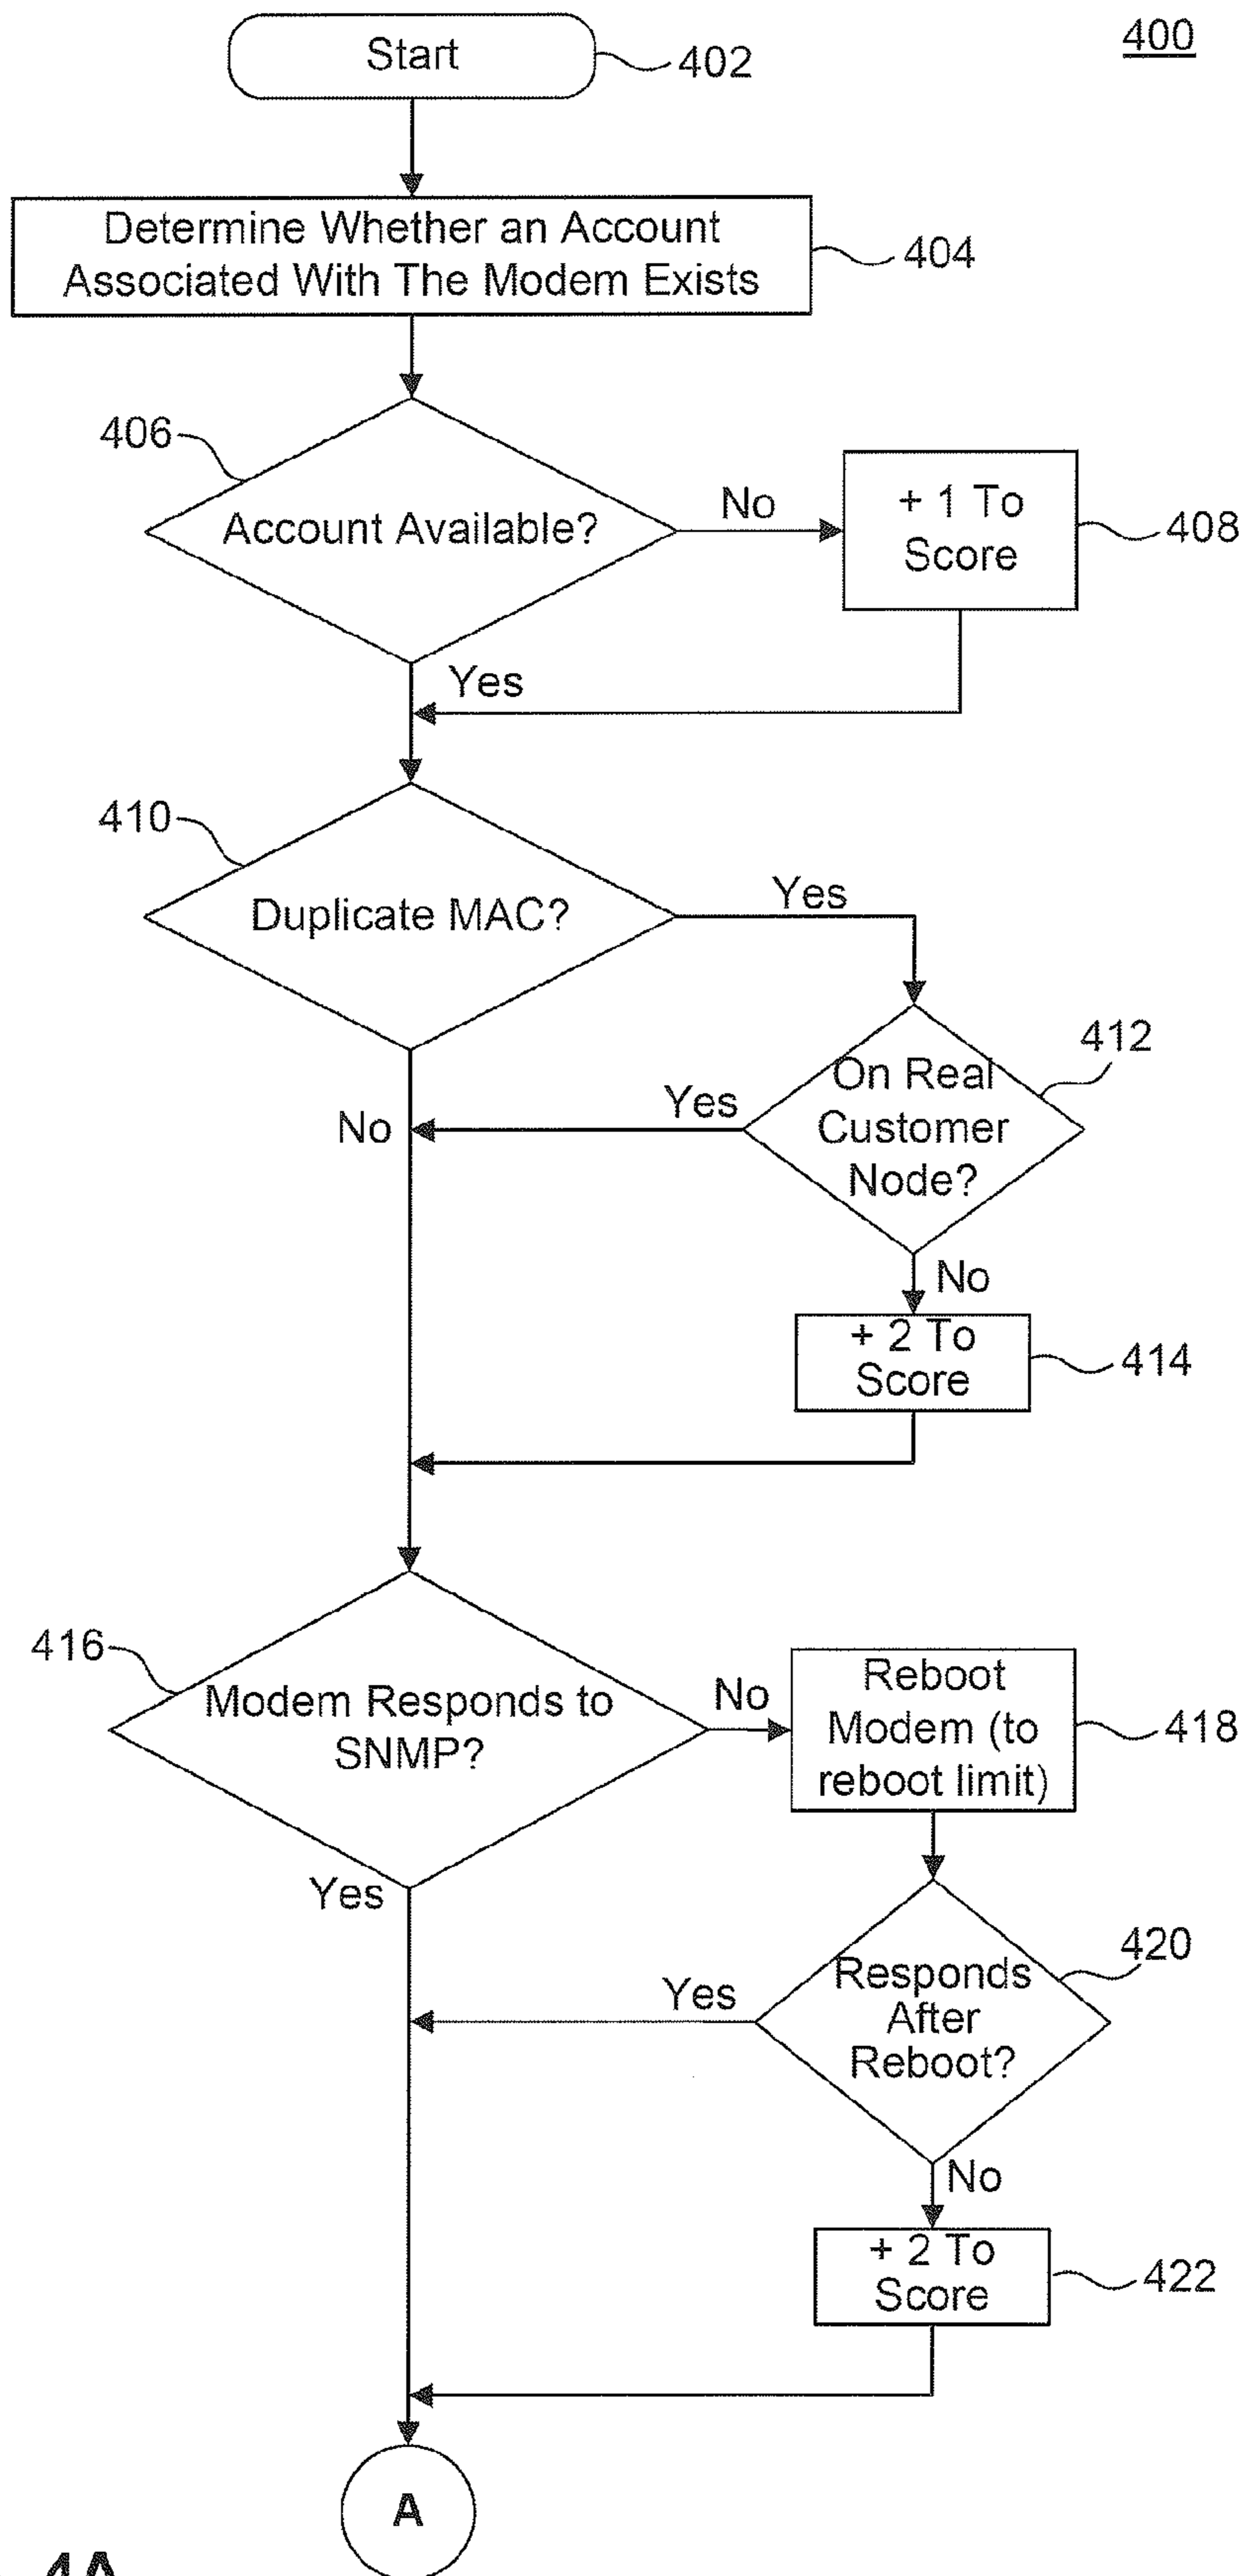 400
Start
402
Determine Whether an Account
Associated With The Modem Exists
404
406
Account Available?
No
+ 1 To
Score
408
Yes
410
Duplicate MAC?
Yes
412
On Real
Customer
Node?
Yes
No
No
+ 2 To
Score
414
416
Modem Responds to
SNMP?
No
Reboot
Modem (to
reboot limit)
418
Yes
420
Responds
After
Reboot?
Yes
No
+ 2 To
Score
422
A
4A